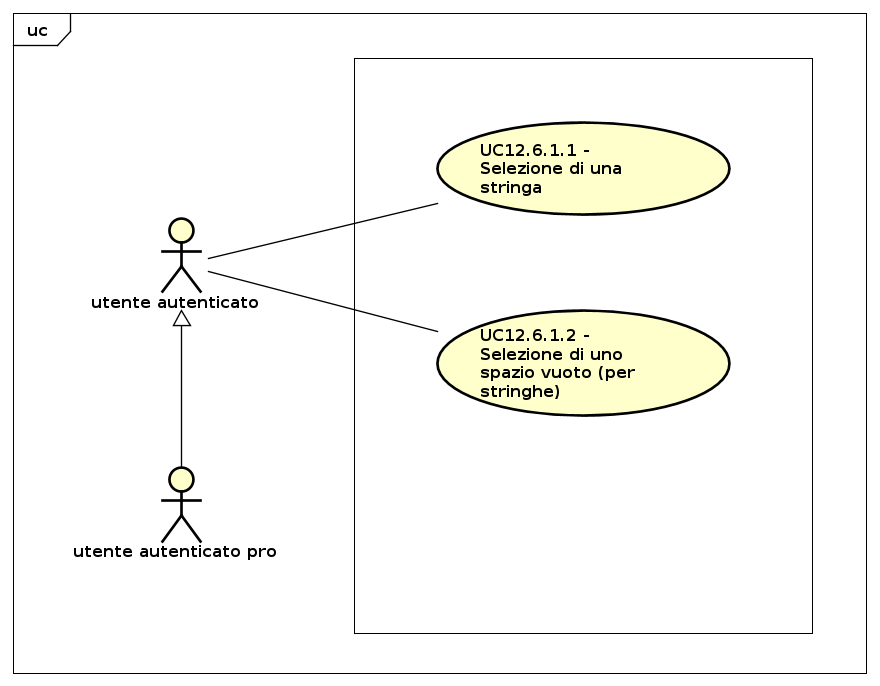 uc
UC12.6.1.1 -
Selezione di una
stringa
utente autenticato
UC12.6.1.2 -
Selezione di uno
spazio vuoto (per
stringhe)
utente autenticato pro